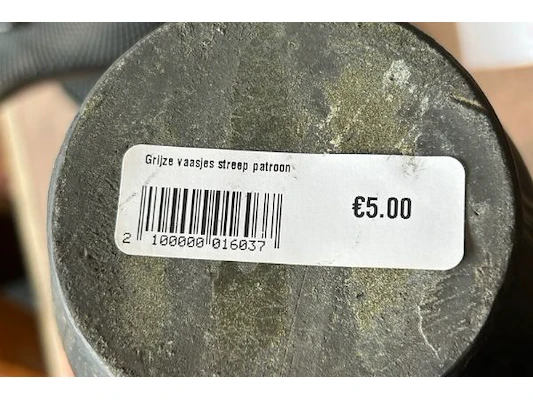 Grijze vaasjes streep patroon
€5.00
2 100000 016037